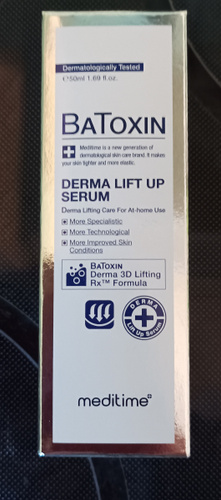 Dermatologically Tested
℮50ml 1.69 fl.oz.
BATOXIN
Meditime is a new generation of
dermatological skin care brand. It makes
your skin tighter and more elastic.
DERMA LIFT UP
SERUM
Derma Lifting Care For At-home Use
More Specialistic
More Technological
More Improved Skin
Conditions
BATOXIN
Derma 3D Lifting
Rx™ Formula
DERMA
Lift Up Serum
meditime